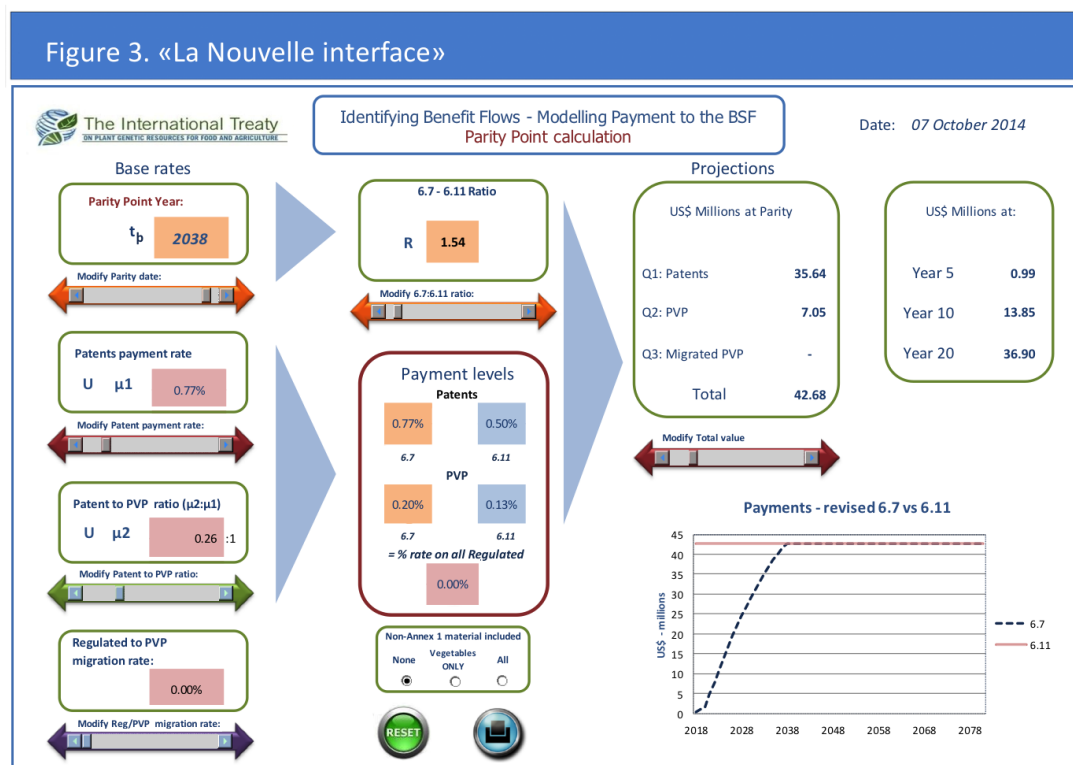 Figure 3. «La Nouvelle interface»
The International Treaty
ON PLANT GENETIC RESOURCES FOR FOOD AND AGRICULTURE
Identifying Benefit Flows - Modelling Payment to the BSF
Parity Point calculation
Date: 07 October 2014
Base rates
Parity Point Year:
tp 2038
Modify Parity date:
Patents payment rate
U μ1 0.77%
Modify Patent payment rate:
Patent to PVP ratio (μ2:μ1)
U μ2 0.26 :1
Modify Patent to PVP ratio:
Regulated to PVP
migration rate:
0.00%
Modify Reg/PVP migration rate:
6.7 - 6.11 Ratio
R 1.54
Modify 6.7:6.11 ratio:
Payment levels
Patents
0.77% 0.50%
6.7 6.11
PVP
0.20% 0.13%
6.7 6.11
= % rate on all Regulated
0.00%
Non-Annex 1 material included
None Vegetables ONLY All
RESET
Projections
US$ Millions at Parity
Q1: Patents 35.64
Q2: PVP 7.05
Q3: Migrated PVP -
Total 42.68
Modify Total value
US$ Millions at:
Year 5 0.99
Year 10 13.85
Year 20 36.90
Payments - revised 6.7 vs 6.11
US$ - millions
45
40
35
30
25
20
15
10
5
0
2018 2028 2038 2048 2058 2068 2078
6.7
6.11